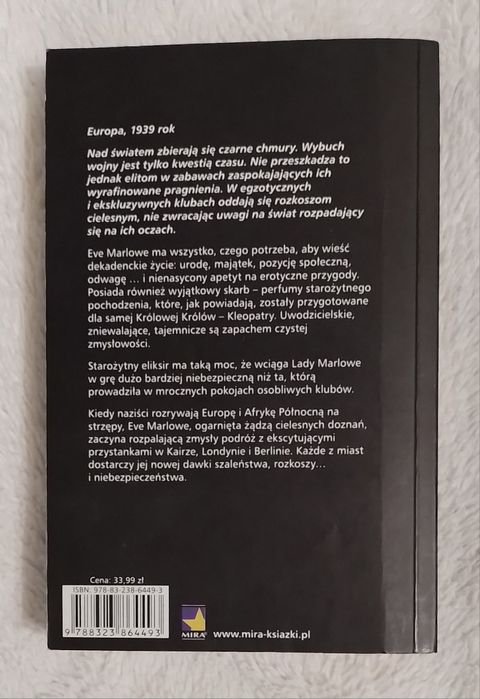 Europa, 1939 rok
Nad światem zbierają się czarne chmury. Wybuch
wojny jest tylko kwestią czasu. Nie przeszkadza to
jednak elitom w zabawach zaspokajających ich
wyrafinowane pragnienia. W egzotycznych
i ekskluzywnych klubach oddają się rozkoszom
cielesnym, nie zwracając uwagi na świat rozpadający
się na ich oczach.
Eve Marlowe ma wszystko, czego potrzeba, aby wieść
dekadenckie życie: urodę, majątek, pozycję społeczną,
odwagę … i nienasycony apetyt na erotyczne przygody.
Posiada również wyjątkowy skarb – perfumy starożytnego
pochodzenia, które, jak powiadają, zostały przygotowane
dla samej Królowej Królów – Kleopatry. Uwodzicielskie,
zniewalające, tajemnicze są zapachem czystej
zmysłowości.
Starożytny eliksir ma taką moc, że wciąga Lady Marlowe
w grę dużo bardziej niebezpieczną niż ta, którą
prowadziła w mrocznych pokojach osobliwych klubów.
Kiedy naziści rozrywają Europę i Afrykę Północną na
strzępy, Eve Marlowe, ogarnięta żądzą cielesnych doznań,
zaczyna rozpalającą zmysły podróż z ekscytującymi
przystankami w Kairze, Londynie i Berlinie. Każde z miast
dostarczy jej nowej dawki szaleństwa, rozkoszy…
i niebezpieczeństwa.
Cena: 33,99 zł
ISBN: 978-83-238-6449-3
9 788323 864493
MIRA®
www.mira-ksiazki.pl